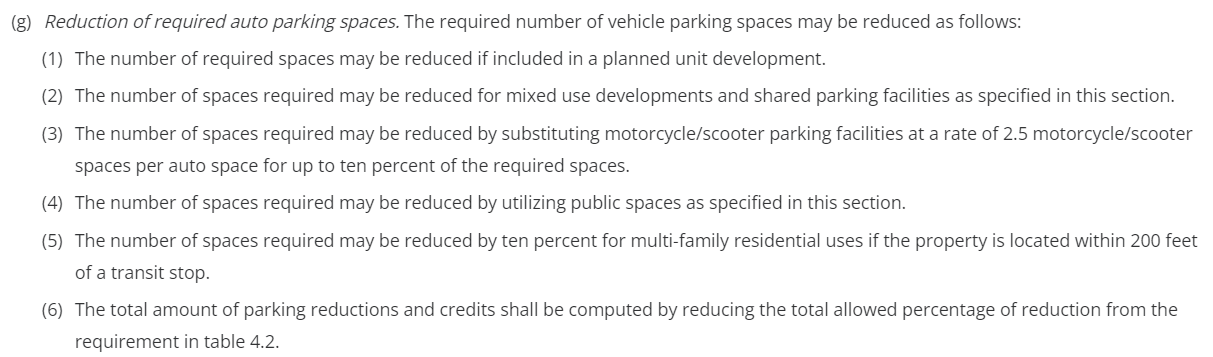 (g) Reduction of required auto parking spaces. The required number of vehicle parking spaces may be reduced as follows:
(1) The number of required spaces may be reduced if included in a planned unit development.
(2) The number of spaces required may be reduced for mixed use developments and shared parking facilities as specified in this section.
(3) The number of spaces required may be reduced by substituting motorcycle/scooter parking facilities at a rate of 2.5 motorcycle/scooter
spaces per auto space for up to ten percent of the required spaces.
(4) The number of spaces required may be reduced by utilizing public spaces as specified in this section.
(5) The number of spaces required may be reduced by ten percent for multi-family residential uses if the property is located within 200 feet
of a transit stop.
(6) The total amount of parking reductions and credits shall be computed by reducing the total allowed percentage of reduction from the
requirement in table 4.2.